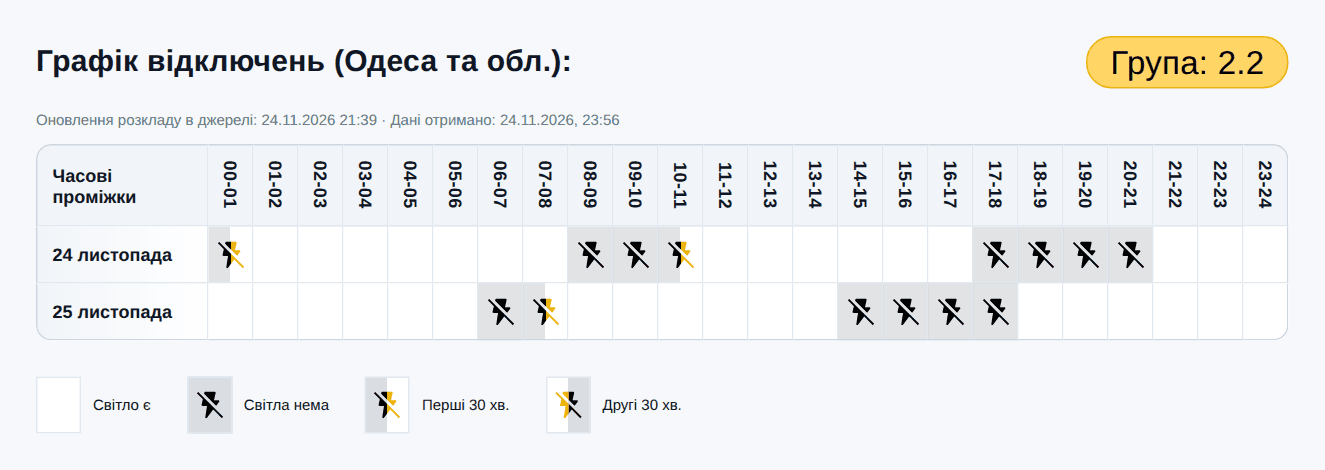 Графік відключень (Одеса та обл.):
Група: 2.2
Оновлення розкладу в джерелі: 24.11.2026 21:39 · Дані отримано: 24.11.2026, 23:56
Часові
проміжки
00-01
01-02
02-03
03-04
04-05
05-06
06-07
07-08
08-09
09-10
10-11
11-12
12-13
13-14
14-15
15-16
16-17
17-18
18-19
19-20
20-21
21-22
22-23
23-24
24 листопада
25 листопада
Світло є
Світла нема
Перші 30 хв.
Другі 30 хв.